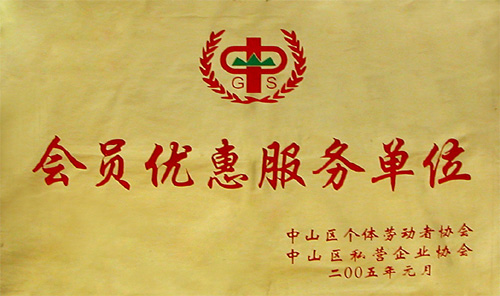 G S
会员优惠服务单位
中山区个体劳动者协会
中山区私营企业协会
二00五年元月